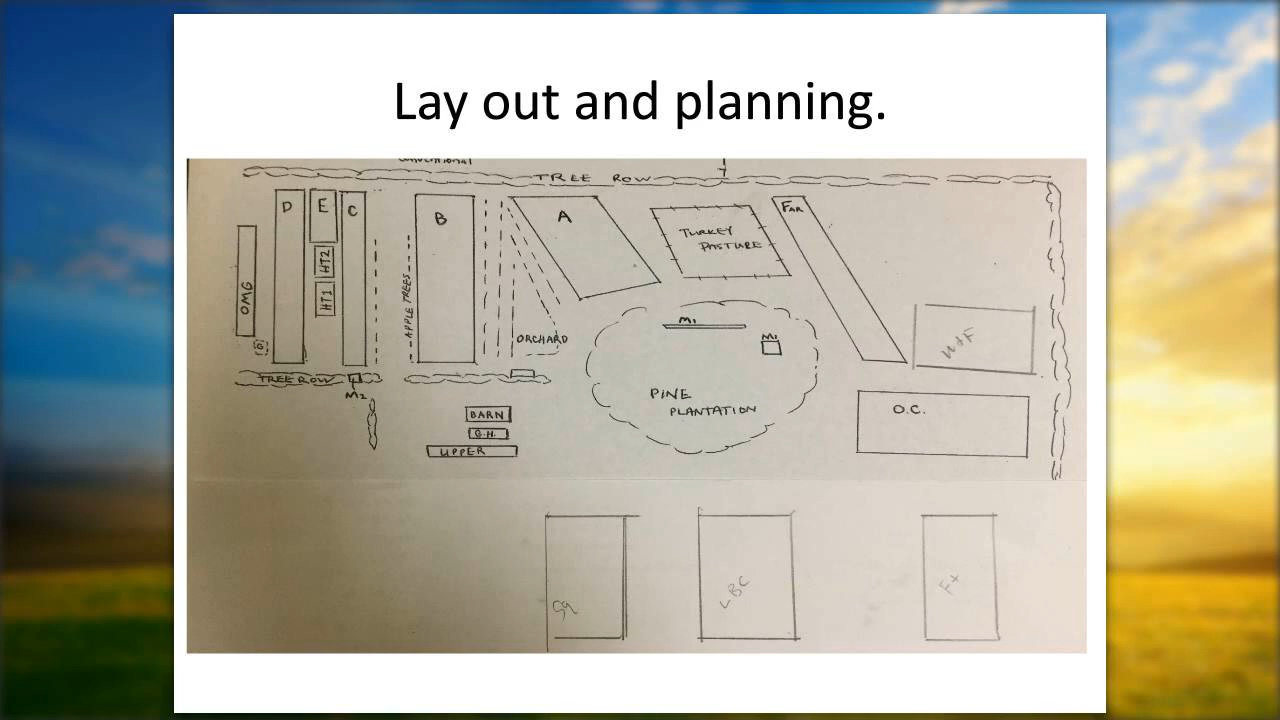 Lay out and planning.
TREE ROW
D
E
C
B
A
TURKEY
PASTURE
FAR
OMG
HT2
HT1
APPLE TREES
ORCHARD
M1
M1
TREE ROW
M2
PINE
PLANTATION
O.C.
BARN
G.H.
UPPER
LBC
F+